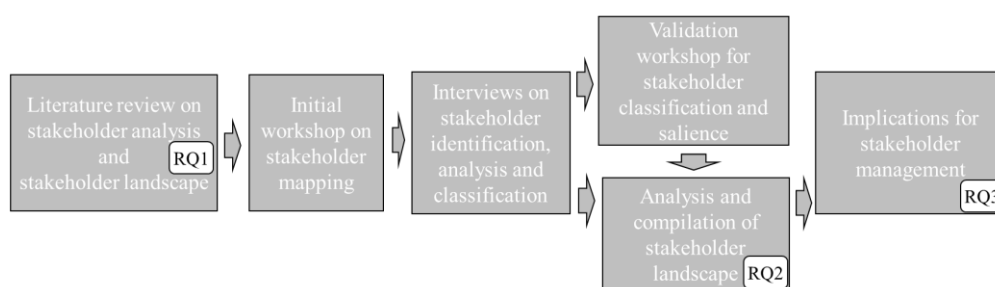 Literature review on
stakeholder analysis
and
stakeholder landscape
RQ1
Initial
workshop on
stakeholder
mapping
Interviews on
stakeholder
identification,
analysis and
classification
Validation
workshop for
stakeholder
classification and
salience
Analysis and
compilation of
stakeholder
landscape
RQ2
Implications for
stakeholder
management
RQ3